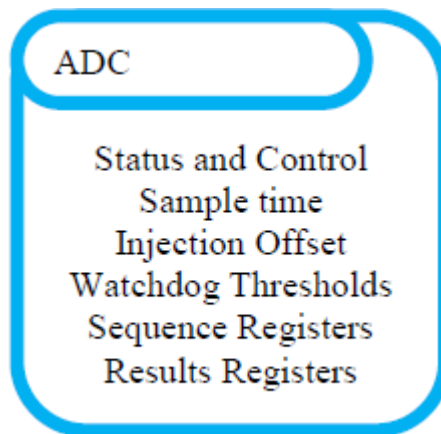 ADC
Status and Control
Sample time
Injection Offset
Watchdog Thresholds
Sequence Registers
Results Registers